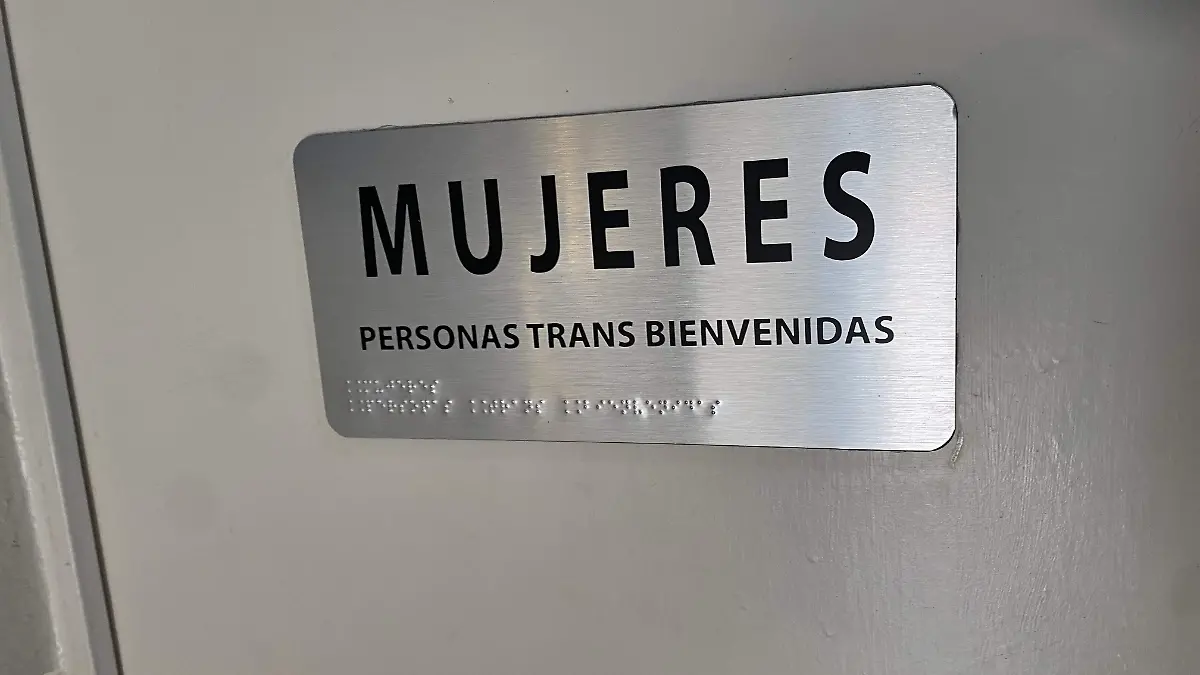 MUJERES
PERSONAS TRANS BIENVENIDAS